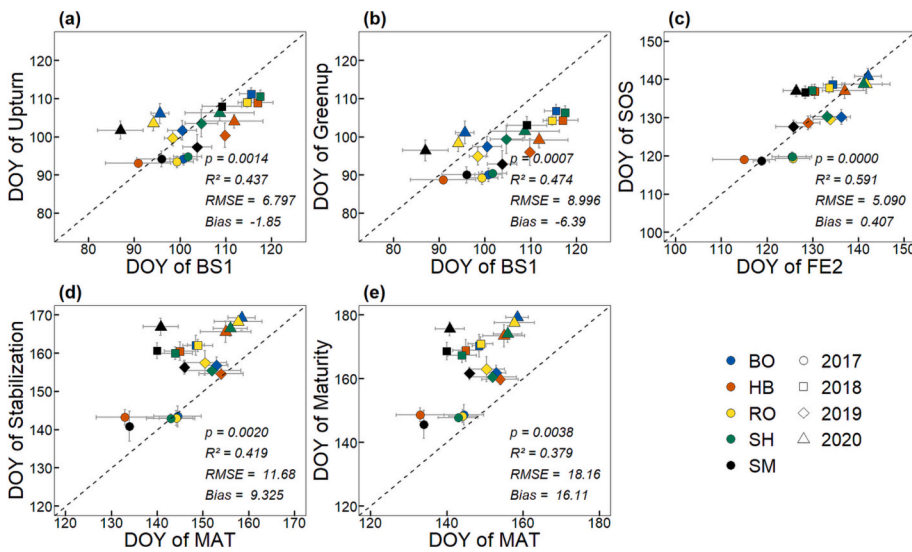 (a)
DOY of Upturn
110
100
90
80
p = 0.0014
R² = 0.437
RMSE = 6.797
Bias = -1.85
80 90 100 110 120
DOY of BS1
(b)
DOY of Greenup
120
110
100
90
80
p = 0.0007
R² = 0.474
RMSE = 8.996
Bias = -6.39
80 90 100 110 120
DOY of BS1
(c)
DOY of SOS
150
140
130
120
110
100
p = 0.0000
R² = 0.591
RMSE = 5.090
Bias = 0.407
100 110 120 130 140 150
DOY of FE2
(d)
DOY of Stabilization
170
160
150
140
130
120
p = 0.0020
R² = 0.419
RMSE = 11.68
Bias = 9.325
120 130 140 150 160 170
DOY of MAT
(e)
DOY of Maturity
180
160
140
120
p = 0.0038
R² = 0.379
RMSE = 18.16
Bias = 16.11
120 140 160 180
DOY of MAT
BO 2017
HB 2018
RO 2019
SH 2020
SM